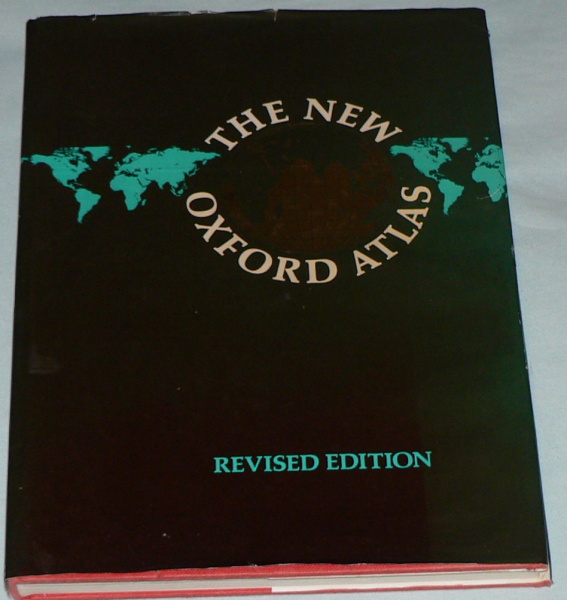 THE NEW
OXFORD ATLAS
REVISED EDITION